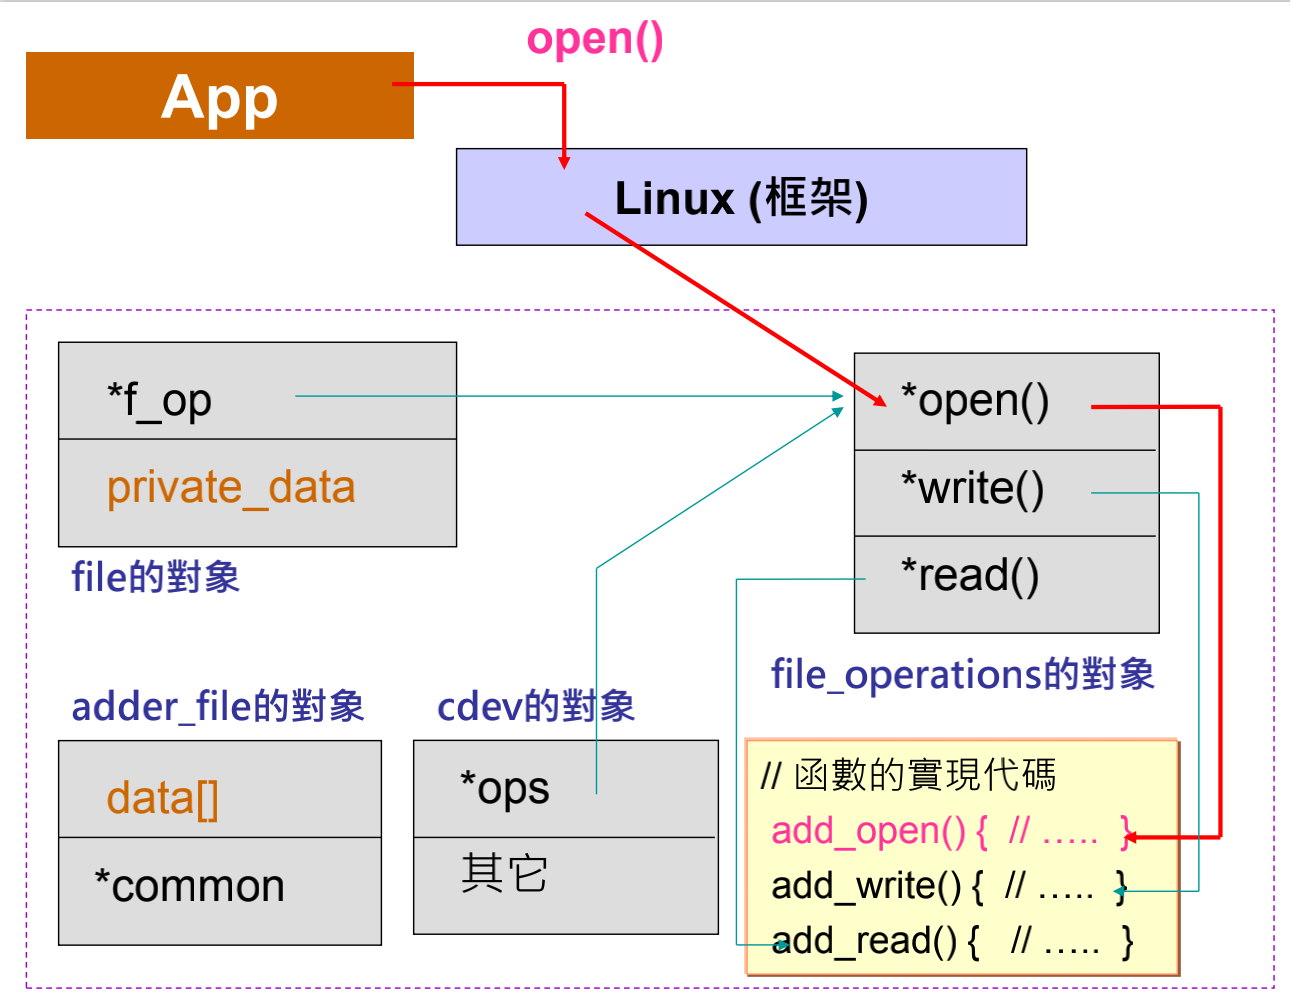 open()
App
Linux (框架)
*f_op
private_data
file的對象
*open()
*write()
*read()
file_operations的對象
adder_file的對象
data[]
*common
cdev的對象
*ops
其它
// 函數的實現代碼
add_open() { // ….. }
add_write() { // ….. }
add_read() { // ….. }